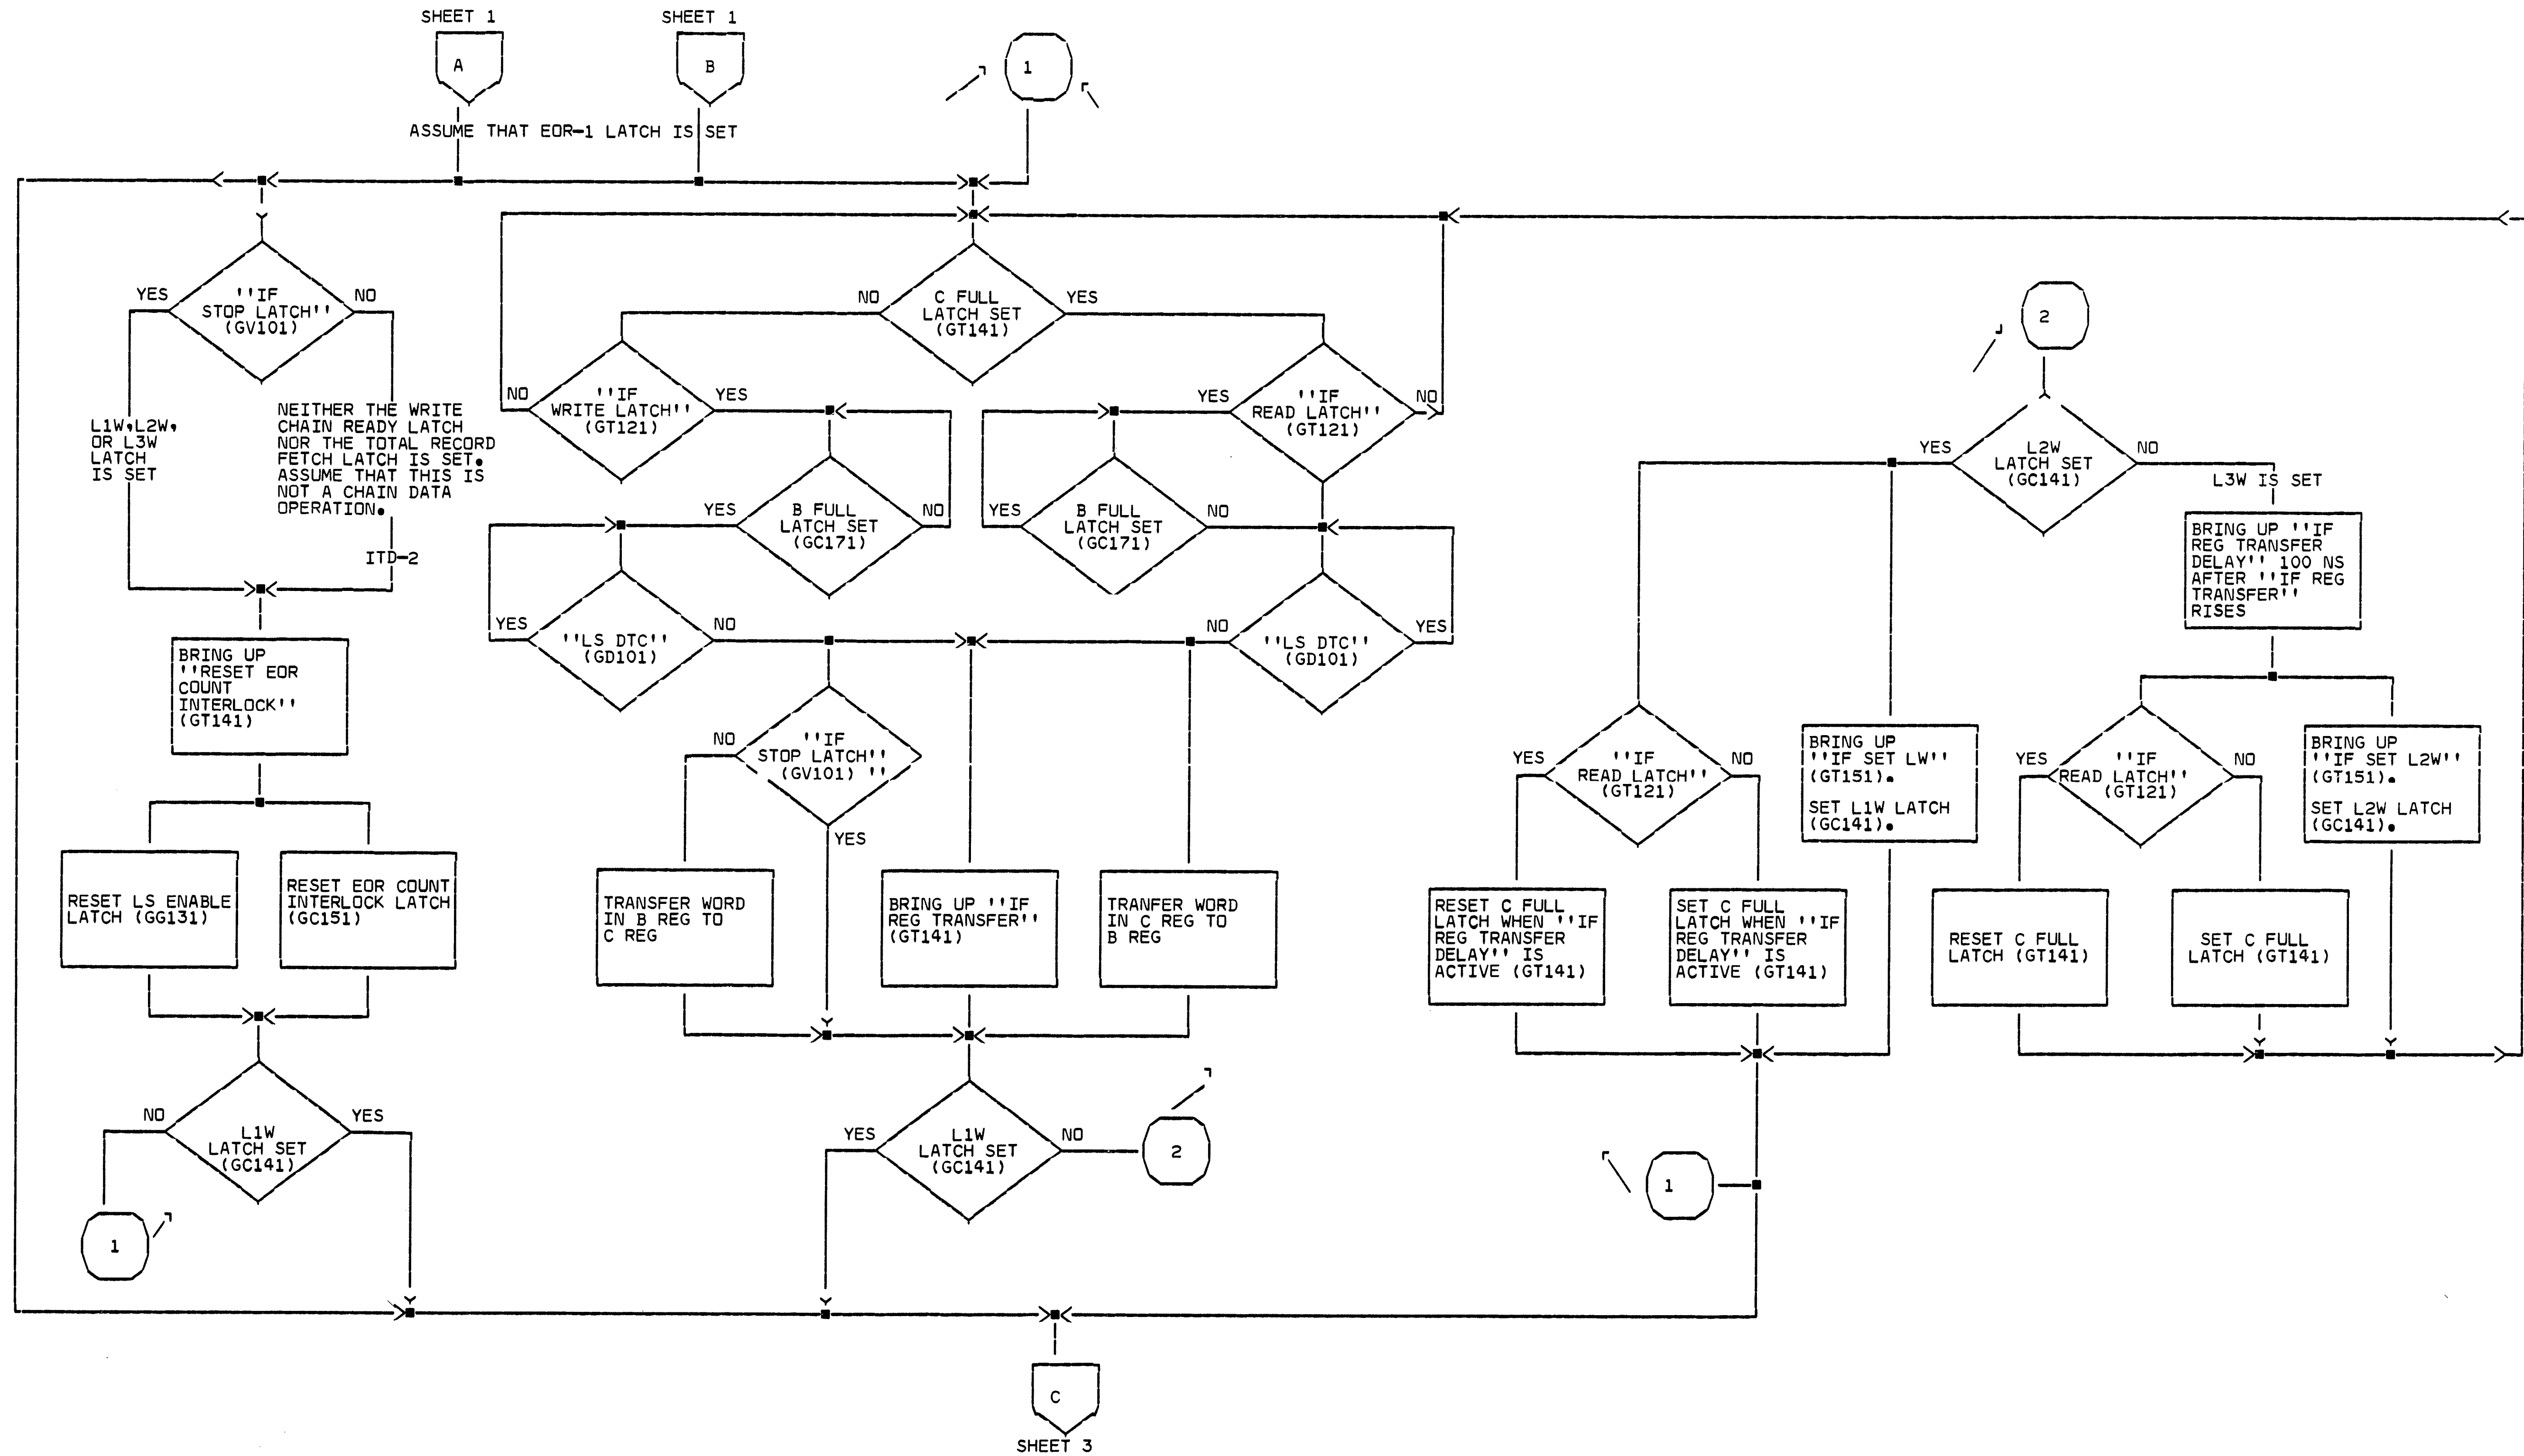 SHEET 1
SHEET 1
A
B
1
ASSUME THAT EOR-1 LATCH IS SET
YES
''IF
STOP LATCH''
(GV101)
NO
L1W,L2W,
OR L3W
LATCH
IS SET
NEITHER THE WRITE
CHAIN READY LATCH
NOR THE TOTAL RECORD
FETCH LATCH IS SET.
ASSUME THAT THIS IS
NOT A CHAIN DATA
OPERATION.
ITD-2
BRING UP
''RESET EOR
COUNT
INTERLOCK''
(GT141)
RESET LS ENABLE
LATCH (GG131)
RESET EOR COUNT
INTERLOCK LATCH
(GC151)
NO
L1W
LATCH SET
(GC141)
YES
1
NO
C FULL
LATCH SET
(GT141)
YES
NO
''IF
WRITE LATCH''
(GT121)
YES
YES
''IF
READ LATCH''
(GT121)
NO
YES
B FULL
LATCH SET
(GC171)
NO
YES
B FULL
LATCH SET
(GC171)
NO
YES
''LS DTC''
(GD101)
NO
NO
''LS DTC''
(GD101)
YES
NO
''IF
STOP LATCH''
(GV101) ''
YES
TRANSFER WORD
IN B REG TO
C REG
BRING UP ''IF
REG TRANSFER''
(GT141)
TRANFER WORD
IN C REG TO
B REG
YES
L1W
LATCH SET
(GC141)
NO
2
2
YES
L2W
LATCH SET
(GC141)
NO
L3W IS SET
BRING UP ''IF
REG TRANSFER
DELAY'' 100 NS
AFTER ''IF REG
TRANSFER''
RISES
YES
''IF
READ LATCH''
(GT121)
NO
BRING UP
''IF SET LW''
(GT151).
SET L1W LATCH
(GC141).
YES
''IF
READ LATCH''
(GT121)
NO
BRING UP
''IF SET L2W''
(GT151).
SET L2W LATCH
(GC141).
RESET C FULL
LATCH WHEN ''IF
REG TRANSFER
DELAY'' IS
ACTIVE (GT141)
SET C FULL
LATCH WHEN ''IF
REG TRANSFER
DELAY'' IS
ACTIVE (GT141)
RESET C FULL
LATCH (GT141)
SET C FULL
LATCH (GT141)
1
C
SHEET 3